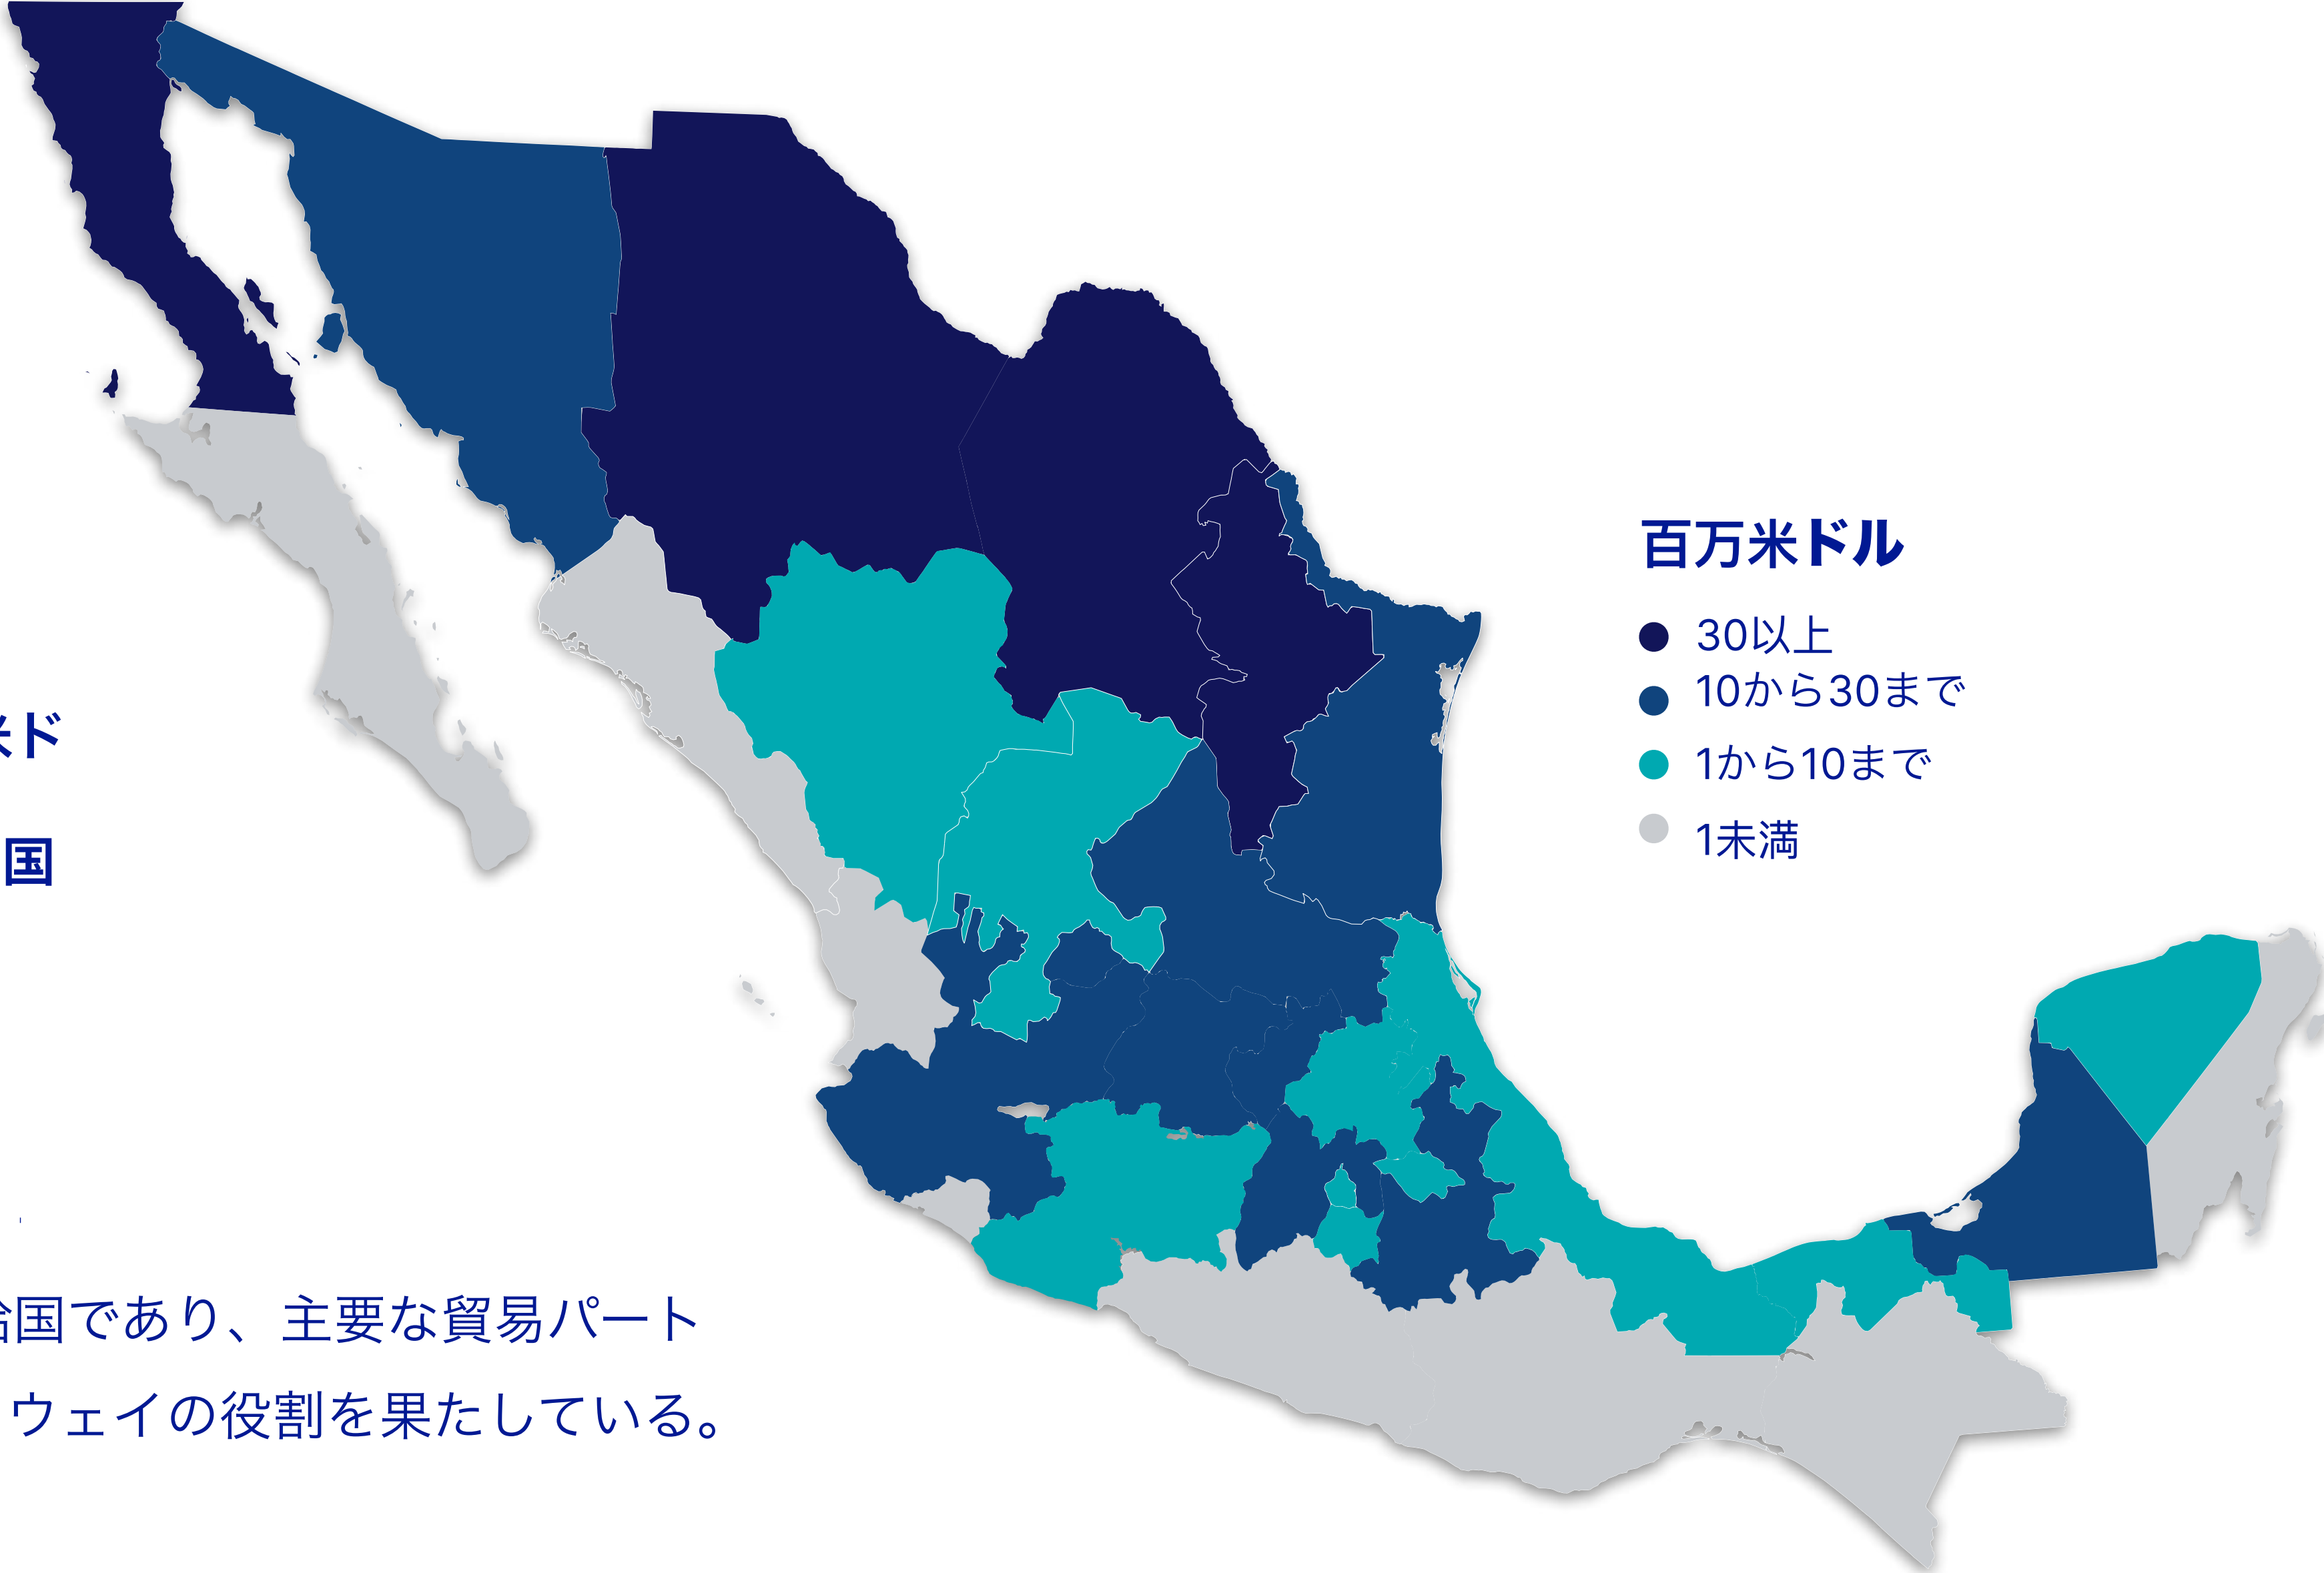 百万米ドル
30以上
10から30まで
1から10まで
1未満
米ド
国
国であり、主要な貿易パート
ウェイの役割を果たしている。